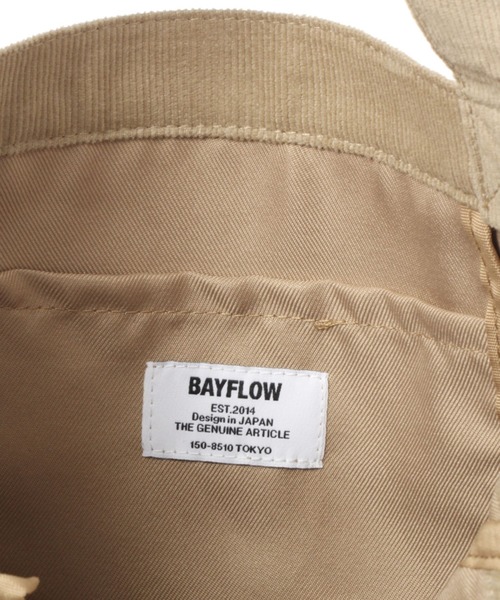 BAYFLOW
EST.2014
Design in JAPAN
THE GENUINE ARTICLE
150-8510 TOKYO